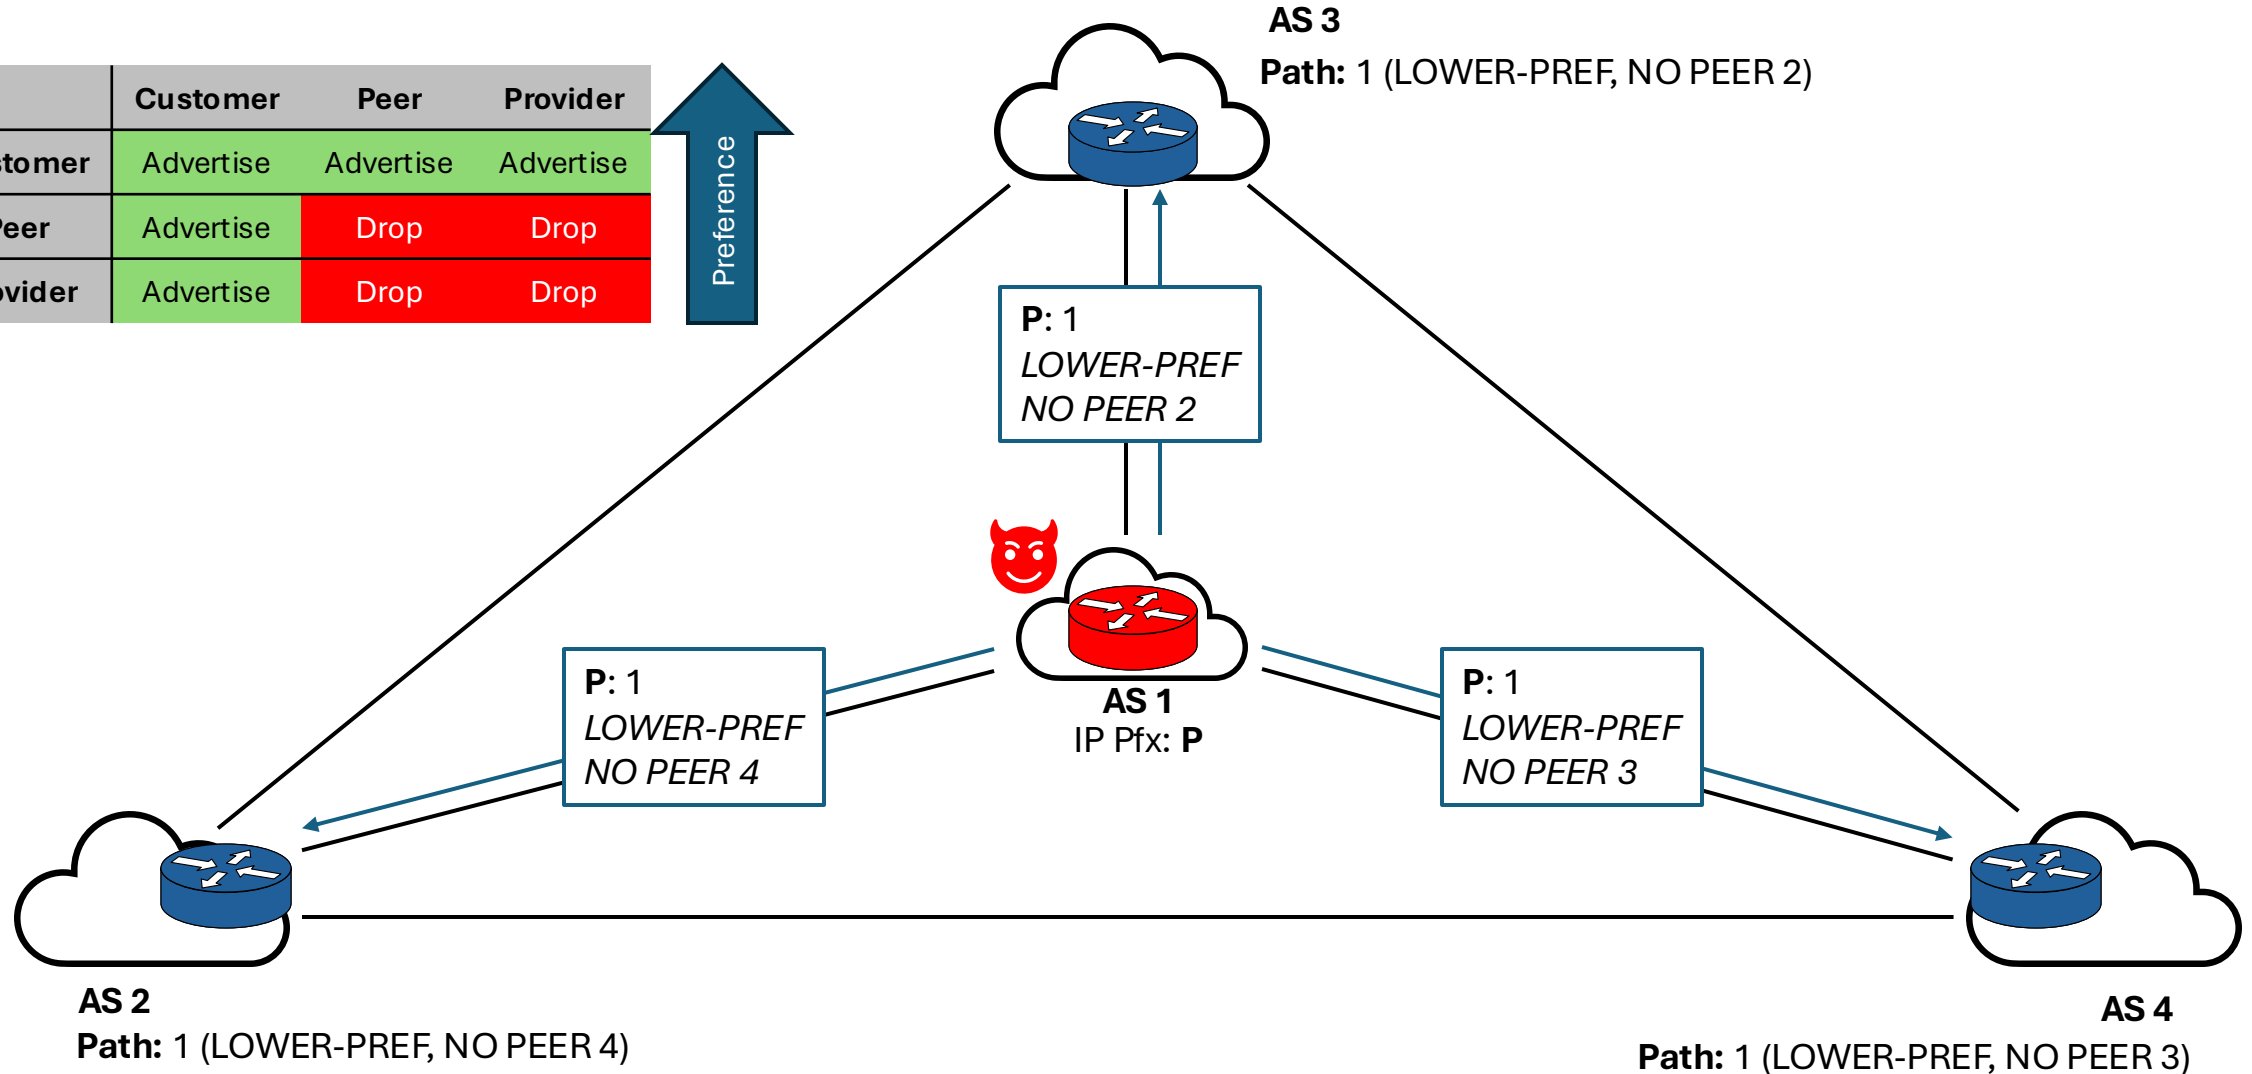 AS 3
Path: 1 (LOWER-PREF, NO PEER 2)
Customer Peer Provider
stomer Advertise Advertise Advertise
Peer Advertise Drop Drop
ovider Advertise Drop Drop
Preference
P: 1
LOWER-PREF
NO PEER 2
P: 1
LOWER-PREF
NO PEER 4
P: 1
LOWER-PREF
NO PEER 3
AS 1
IP Pfx: P
AS 2
Path: 1 (LOWER-PREF, NO PEER 4)
AS 4
Path: 1 (LOWER-PREF, NO PEER 3)